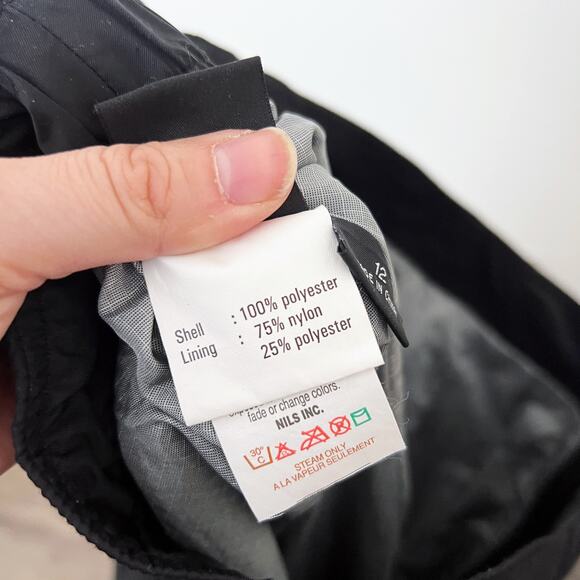 Shell : 100% polyester
Lining : 75% nylon
25% polyester
fade or change colors.
NILS INC.
30°
C
STEAM ONLY
A LA VAPEUR SEULEMENT
12